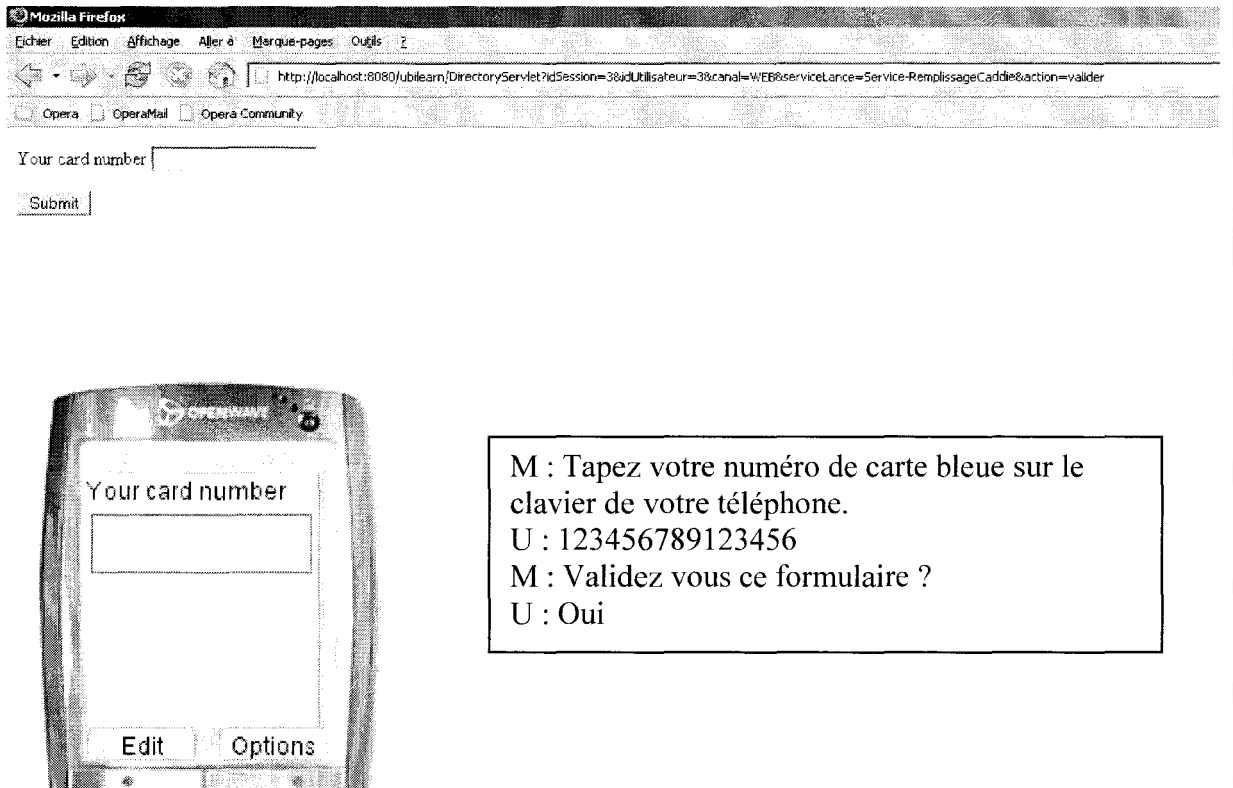 Mozilla Firefox
Eichier Edition Affichage Aller à Marque-pages Outils ?
http://localhost:8080/ubilearn/DirectoryServlet?idSession=3&idUtilisateur=3&canal=WEB&serviceLance=Service-RemplissageCaddie&action=valider
Opera OperaMail Opera Community
Your card number
Submit
OPENWAVE
Your card number
Edit Options
M : Tapez votre numéro de carte bleue sur le
clavier de votre téléphone.
U : 123456789123456
M : Validez vous ce formulaire ?
U : Oui